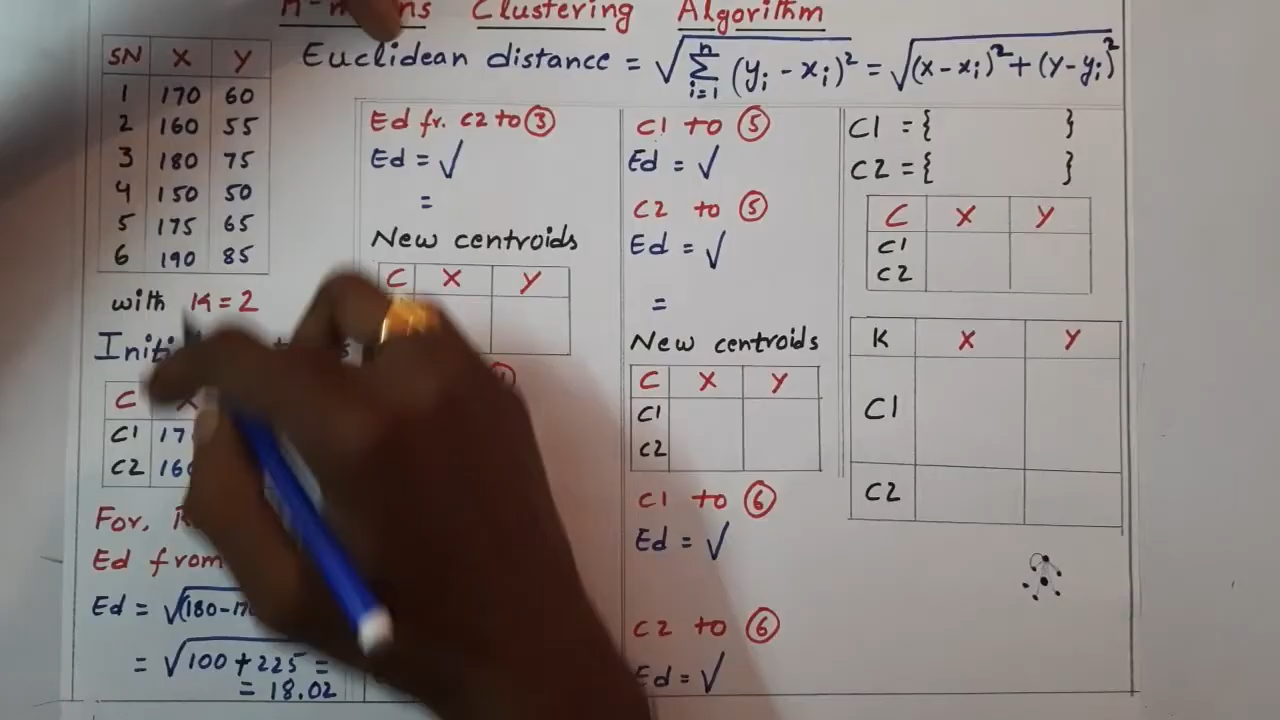 Clustering Algorithm
Euclidean distance = √ n Σ i=1 (yi - xi)² = √(x-xi)² + (y-yi)²
SN X Y
1 170 60
2 160 55
3 180 75
4 150 50
5 175 65
6 190 85
with K = 2
C
C1
C2
For,
Ed from
Ed = √(180-
= √100 + 225 =
= 18.02
Ed fr. C2 to ③
Ed = √
=
New centroids
C X Y
C1 to ⑤
Ed = √
C2 to ⑤
Ed = √
=
New centroids
C X Y
C1
C2
C1 to ⑥
Ed = √
C2 to ⑥
Ed = √
C1 = { }
C2 = { }
C X Y
C1
C2
K X Y
C1
C2